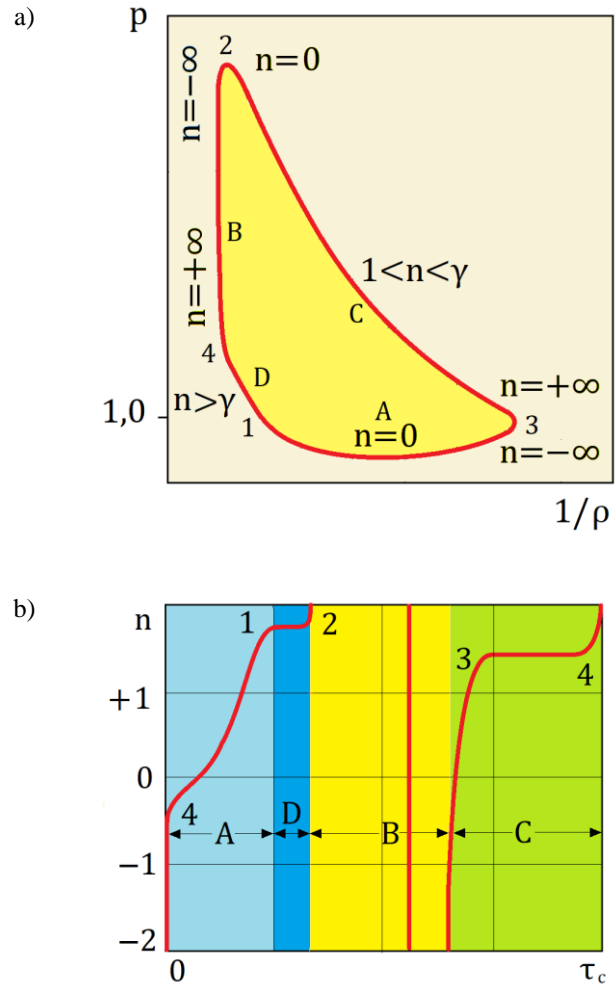 a)
p
2
n=0
n=−∞
B
1<n<γ
C
n=+∞
4
D
n>γ
1
A
n=0
1,0
n=+∞
3
n=−∞
1/ρ
b)
n
1
2
3
4
+1
0
4
A
D
B
C
−1
−2
0
τc